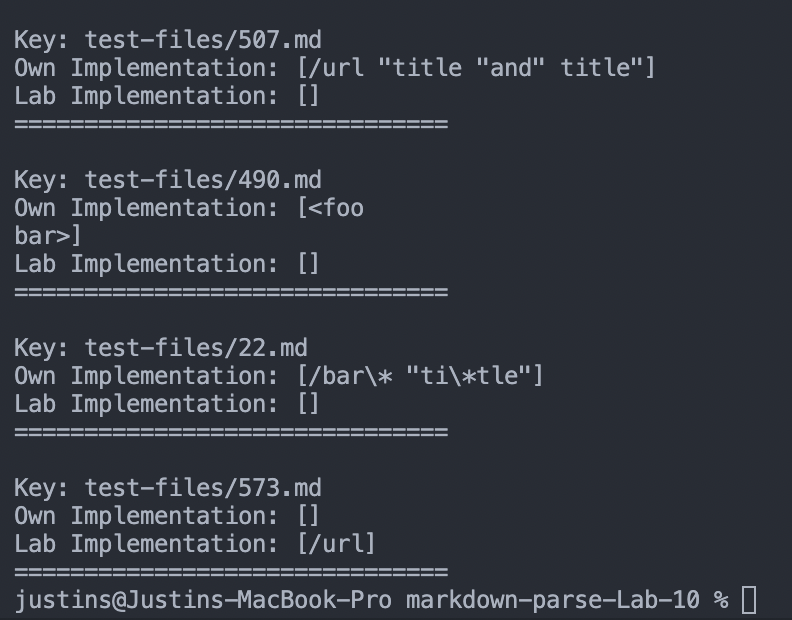 Key: test-files/507.md
Own Implementation: [/url "title "and" title"]
Lab Implementation: []
===============================
Key: test-files/490.md
Own Implementation: [<foo
bar>]
Lab Implementation: []
===============================
Key: test-files/22.md
Own Implementation: [/bar\* "ti\*tle"]
Lab Implementation: []
===============================
Key: test-files/573.md
Own Implementation: []
Lab Implementation: [/url]
===============================
justins@Justins-MacBook-Pro markdown-parse-Lab-10 %